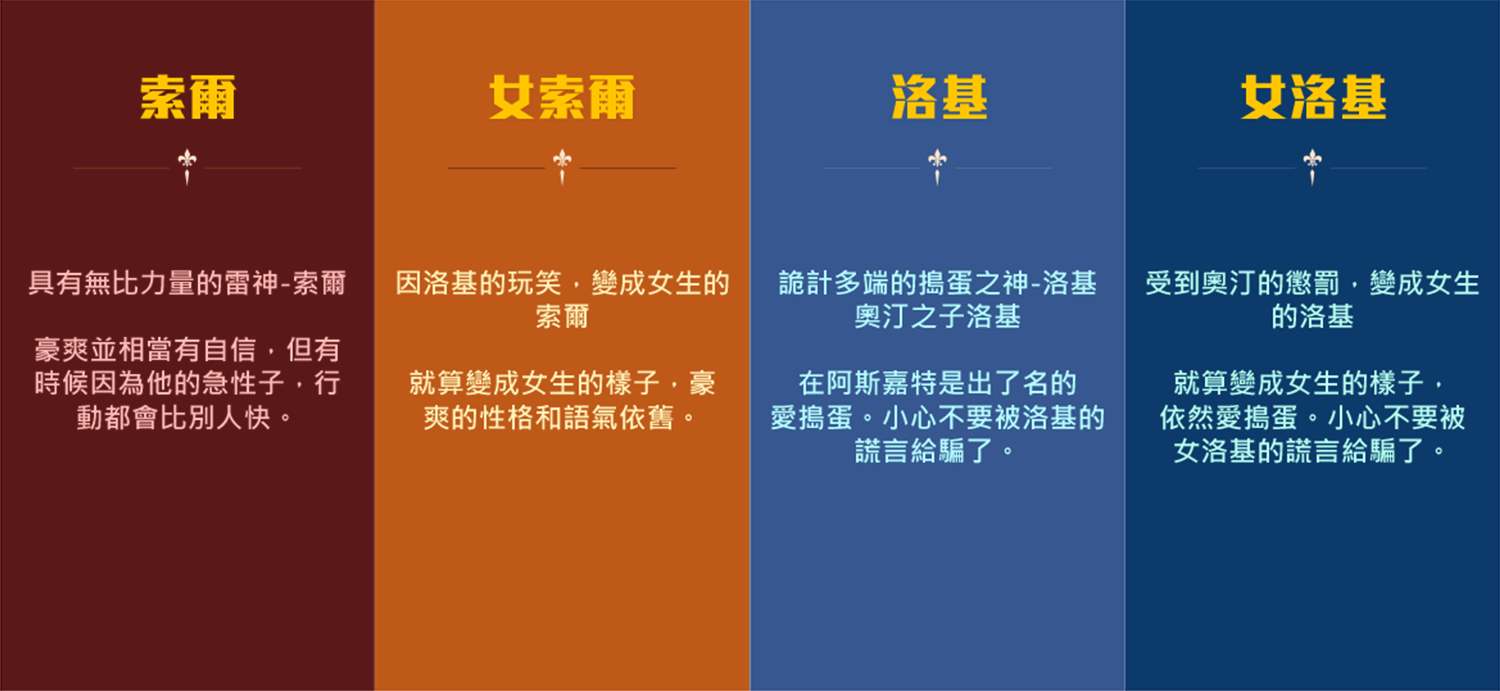 索爾
具有無比力量的雷神-索爾
豪爽並相當有自信，但有
時候因為他的急性子，行
動都會比別人快。
女索爾
因洛基的玩笑，變成女生的
索爾
就算變成女生的樣子，豪
爽的性格和語氣依舊。
洛基
詭計多端的搗蛋之神-洛基
奧汀之子洛基
在阿斯嘉特是出了名的
愛搗蛋。小心不要被洛基的
謊言給騙了。
女洛基
受到奧汀的懲罰，變成女生
的洛基
就算變成女生的樣子，
依然愛搗蛋。小心不要被
女洛基的謊言給騙了。